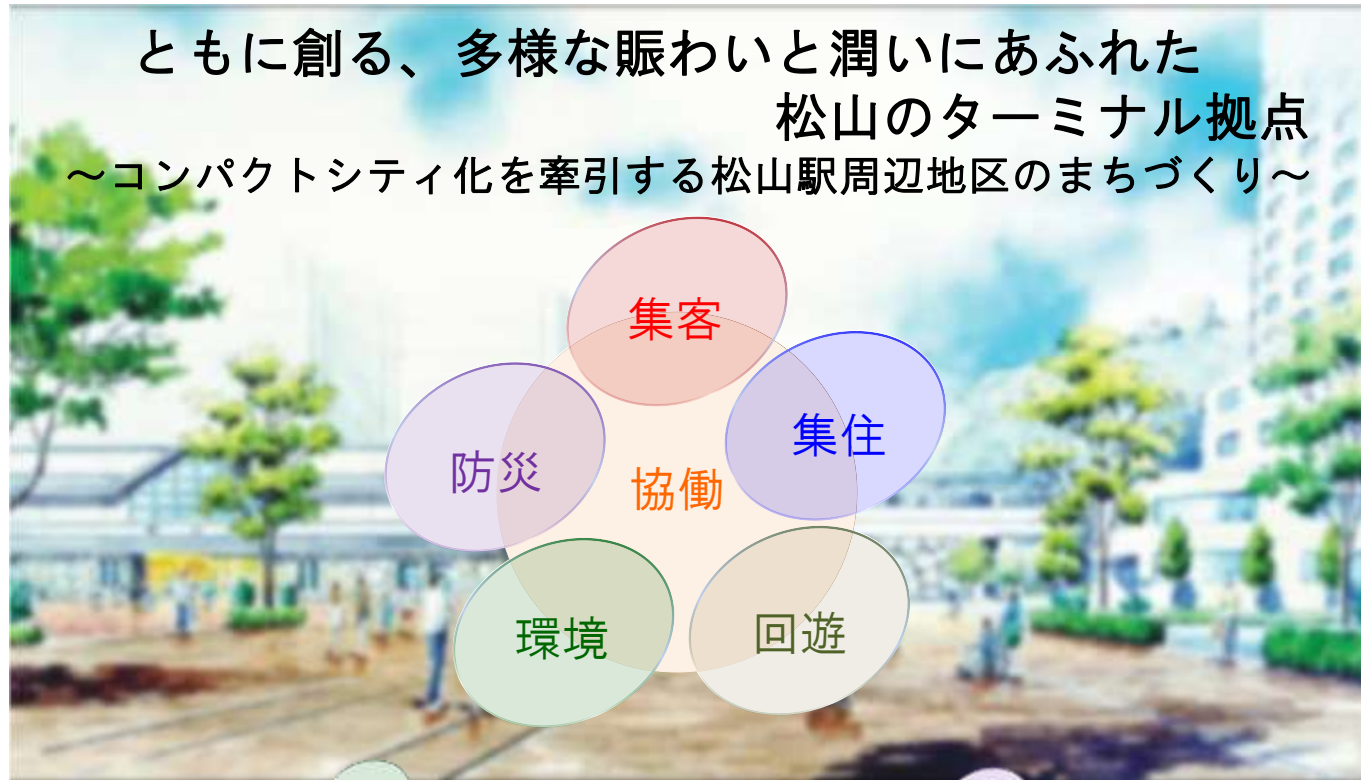 ともに創る、多様な賑わいと潤いにあふれた
松山のターミナル拠点
～コンパクトシティ化を牽引する松山駅周辺地区のまちづくり～
集客
集住
防災
協働
環境
回遊